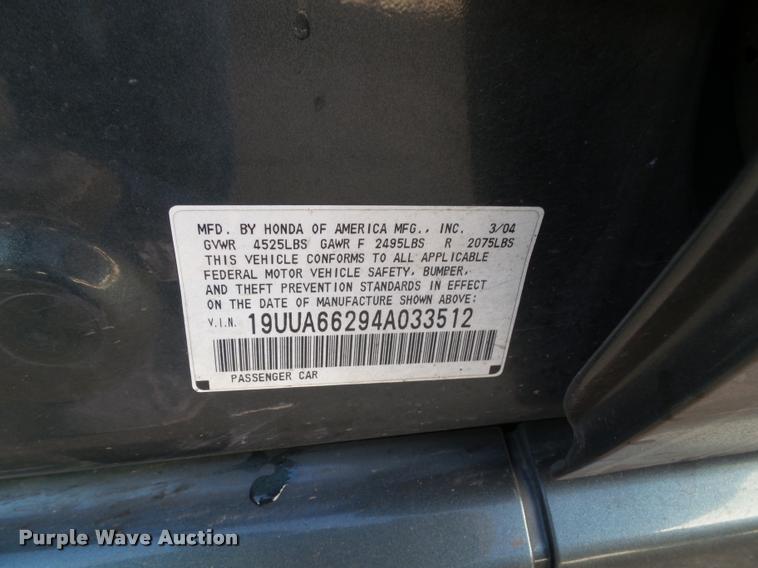 MFD. BY HONDA OF AMERICA MFG., INC. 3/04
GVWR 4525LBS GAWR F 2495LBS R 2075LBS
THIS VEHICLE CONFORMS TO ALL APPLICABLE
FEDERAL MOTOR VEHICLE SAFETY, BUMPER,
AND THEFT PREVENTION STANDARDS IN EFFECT
ON THE DATE OF MANUFACTURE SHOWN ABOVE:
V.I.N. 19UUA66294A033512
PASSENGER CAR
Purple Wave Auction